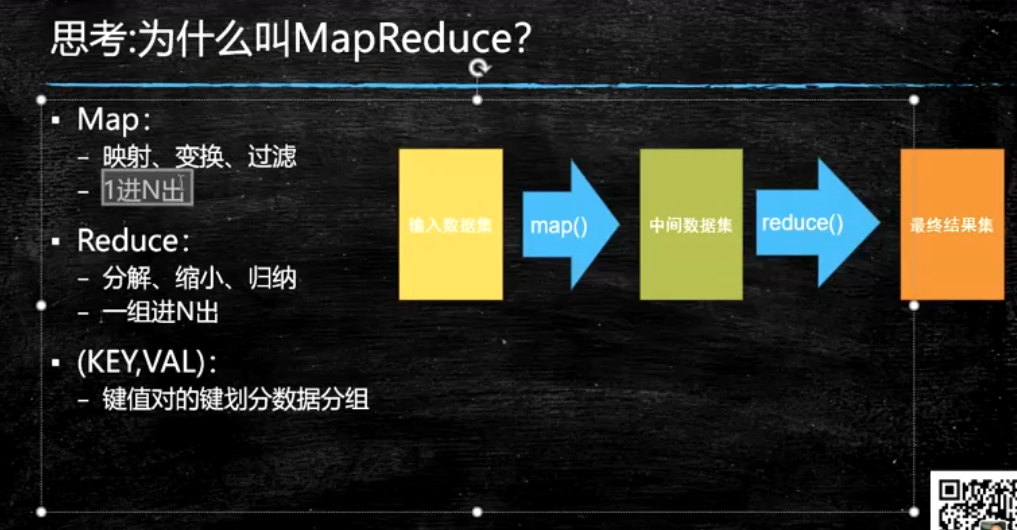 思考:为什么叫MapReduce?
▪ Map：
– 映射、变换、过滤
– 1进N出
▪ Reduce：
– 分解、缩小、归纳
– 一组进N出
▪ (KEY,VAL)：
– 键值对的键划分数据分组
输入数据集
map()
中间数据集
reduce()
最终结果集